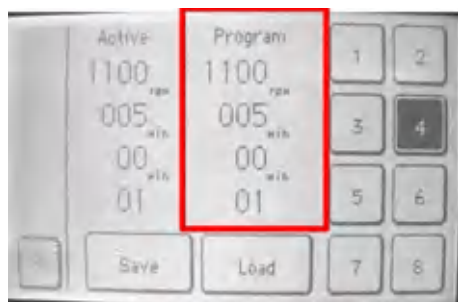 Active Program
1100 rpm 1100 rpm
005 min 005 min
00 min 00 min
01 01
Save Load
1 2
3 4
5 6
7 8